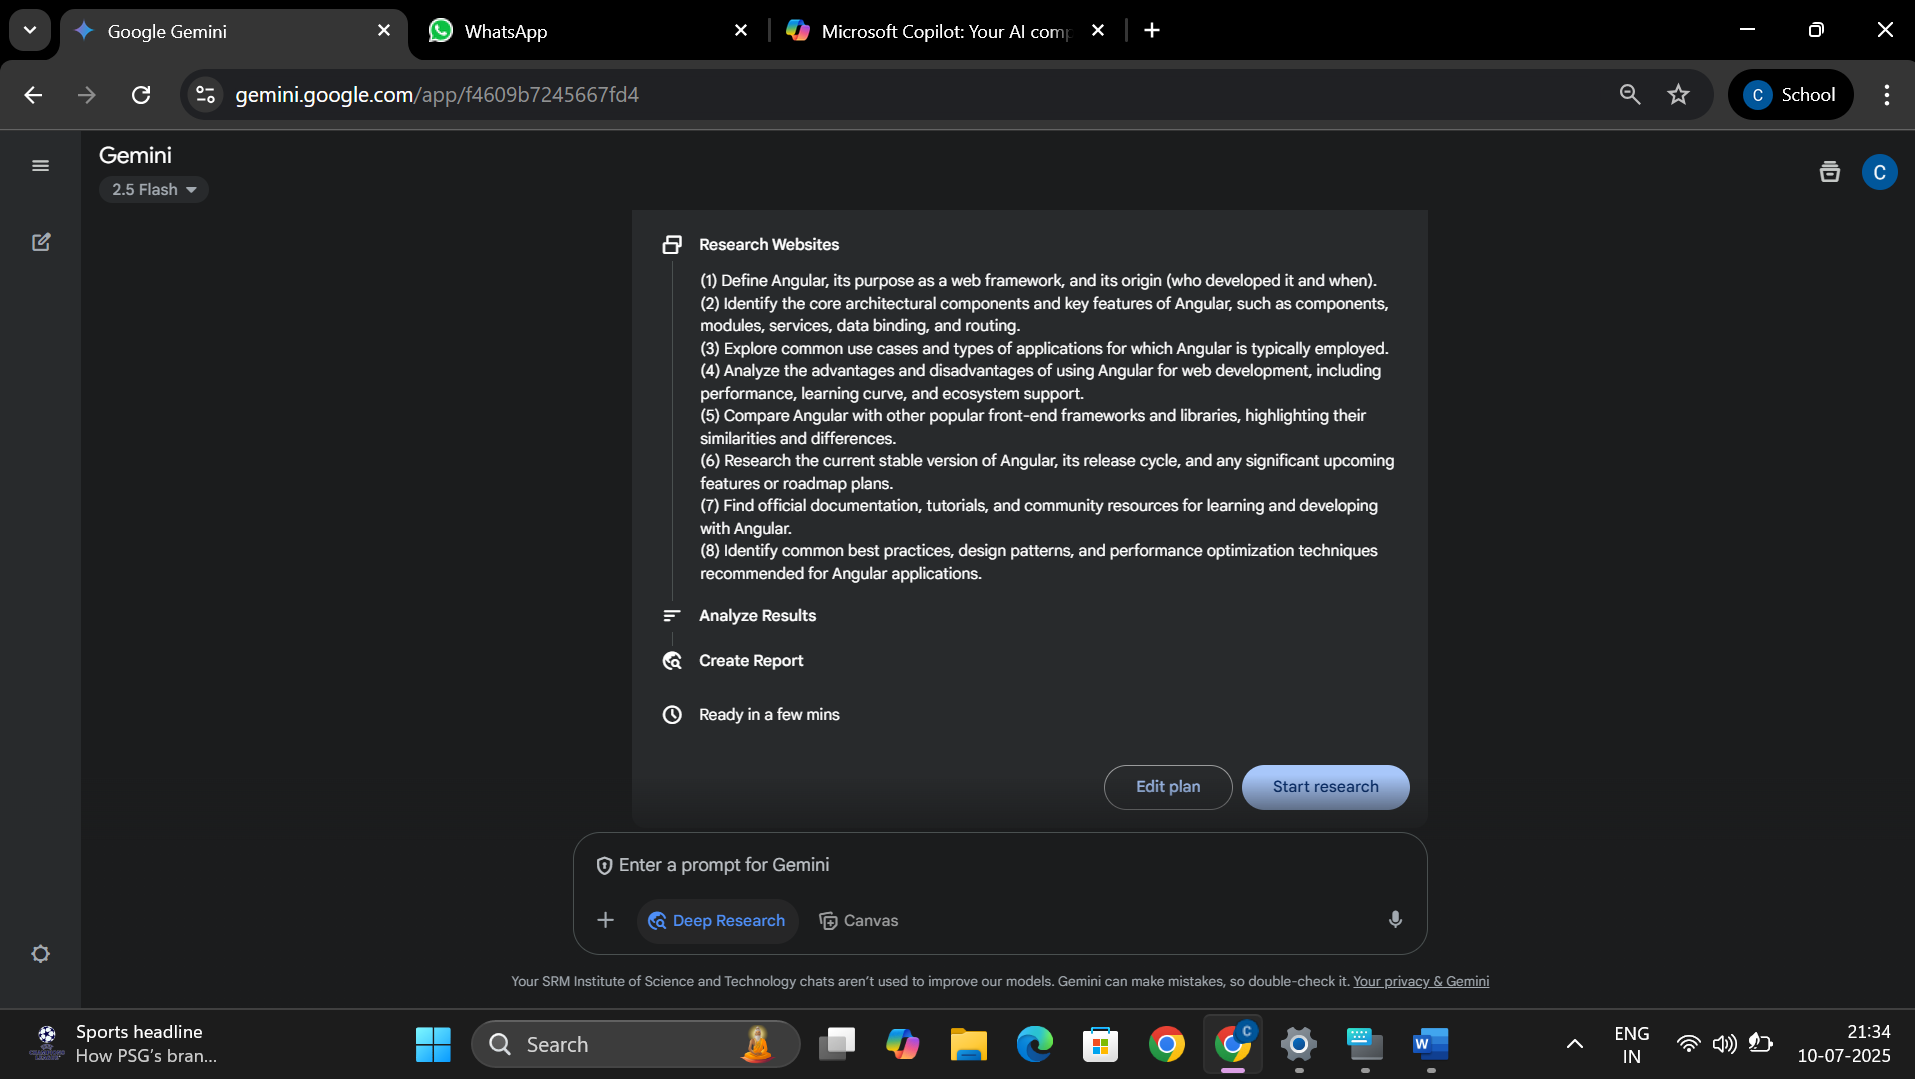 Google Gemini
WhatsApp
Microsoft Copilot: Your AI comp
gemini.google.com/app/f4609b7245667fd4
C School
Gemini
2.5 Flash
C
Research Websites
(1) Define Angular, its purpose as a web framework, and its origin (who developed it and when).
(2) Identify the core architectural components and key features of Angular, such as components,
modules, services, data binding, and routing.
(3) Explore common use cases and types of applications for which Angular is typically employed.
(4) Analyze the advantages and disadvantages of using Angular for web development, including
performance, learning curve, and ecosystem support.
(5) Compare Angular with other popular front-end frameworks and libraries, highlighting their
similarities and differences.
(6) Research the current stable version of Angular, its release cycle, and any significant upcoming
features or roadmap plans.
(7) Find official documentation, tutorials, and community resources for learning and developing
with Angular.
(8) Identify common best practices, design patterns, and performance optimization techniques
recommended for Angular applications.
Analyze Results
Create Report
Ready in a few mins
Edit plan
Start research
Enter a prompt for Gemini
Deep Research
Canvas
Your SRM Institute of Science and Technology chats aren't used to improve our models. Gemini can make mistakes, so double-check it. Your privacy & Gemini
Sports headline
How PSG's bran...
Search
C
W
ENG
IN
21:34
10-07-2025